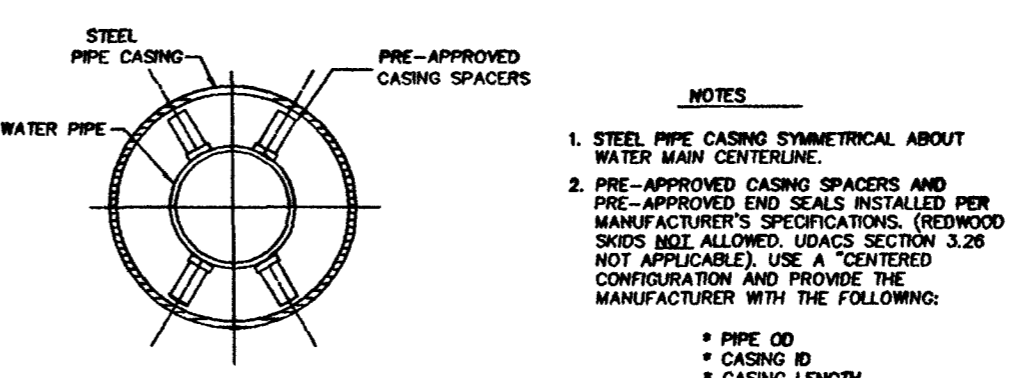 STEEL
PIPE CASING
PRE-APPROVED
CASING SPACERS
WATER PIPE
NOTES
1. STEEL PIPE CASING SYMMETRICAL ABOUT
WATER MAIN CENTERLINE.
2. PRE-APPROVED CASING SPACERS AND
PRE-APPROVED END SEALS INSTALLED PER
MANUFACTURER'S SPECIFICATIONS. (REDWOOD
SKIDS NOT ALLOWED. UDACS SECTION 3.26
NOT APPLICABLE). USE A "CENTERED
CONFIGURATION AND PROVIDE THE
MANUFACTURER WITH THE FOLLOWING:
* PIPE OD
* CASING ID
* CASING LENGTH